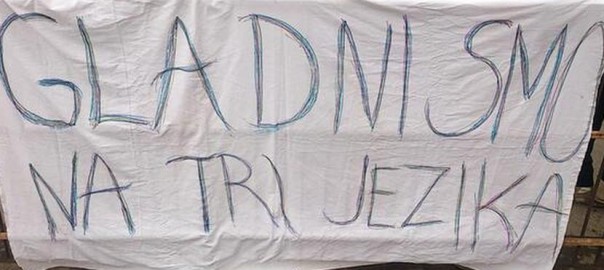 GLADNI SMO
NA TRI JEZIKA